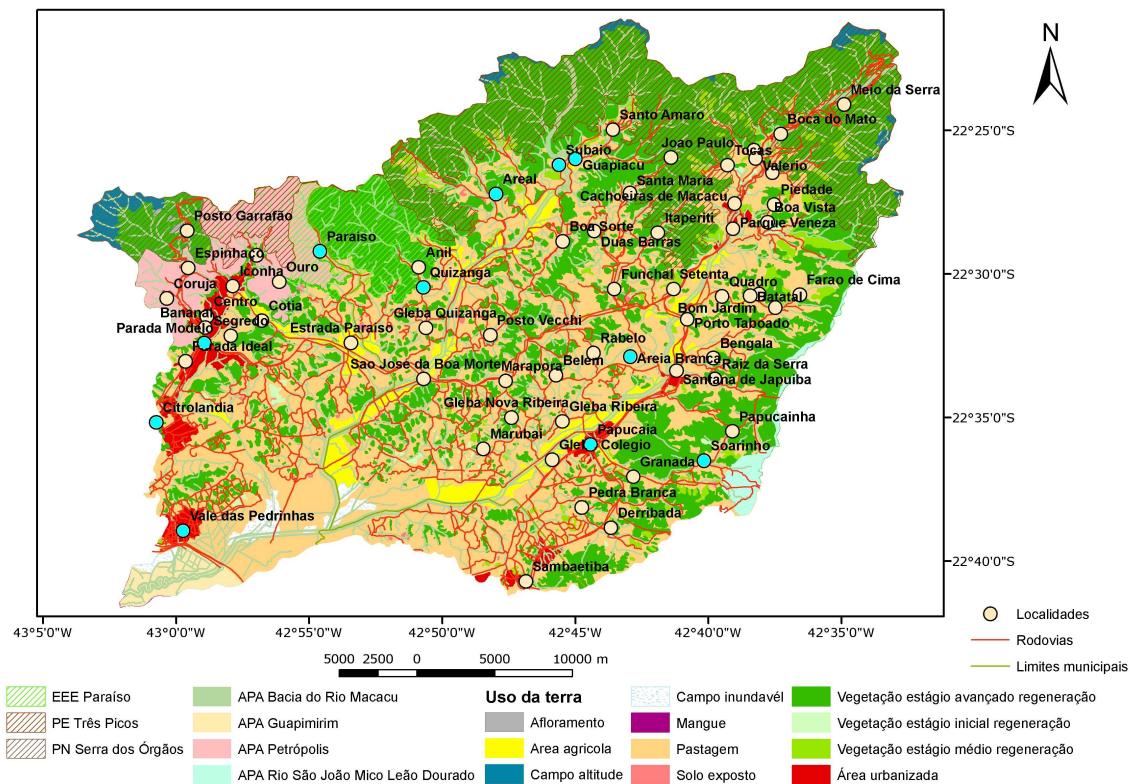 N
Meio da Serra
Santo Amaro
Boca do Mato
Joao Paulo
Tocas
Subaio
Guapiacu
Valerio
Areal
Santa Maria
Piedade
Cachoeiras de Macacu
Boa Vista
Posto Garrafão
Itaperiti
Parque Veneza
Boa Sorte
Duas Barras
Paraiso
Espinhaço
Anil
Iconha
Ouro
Quizanga
Funchal
Setenta
Quadro
Farao de Cima
Coruja
Batatal
Centro
Cotia
Bananal
Gleba Quizanga
Bom Jardim
Parada Modelo
Segredo
Estrada Paraiso
Posto Vecchi
Porto Taboado
Parada Ideal
Rabelo
Bengala
Sao Jose da Boa Morte
Marapora
Belem
Areia Branca
Raiz da Serra
Santana de Japuiba
Citrolandia
Gleba Nova Ribeira
Gleba Ribeira
Papucainha
Marubai
Papucaia
Gleba Colegio
Soarinho
Granada
Pedra Branca
Vale das Pedrinhas
Derribada
Sambaetiba
22°25'0"S
22°30'0"S
22°35'0"S
22°40'0"S
43°5'0"W 43°0'0"W 42°55'0"W 42°50'0"W 42°45'0"W 42°40'0"W 42°35'0"W
5000 2500 0 5000 10000 m
Localidades
Rodovias
Limites municipais
EEE Paraíso
PE Três Picos
PN Serra dos Órgãos
APA Bacia do Rio Macacu
APA Guapimirim
APA Petrópolis
APA Rio São João Mico Leão Dourado
Uso da terra
Afloramento
Area agricola
Campo altitude
Campo inundavél
Mangue
Pastagem
Solo exposto
Vegetação estágio avançado regeneração
Vegetação estágio inicial regeneração
Vegetação estágio médio regeneração
Área urbanizada